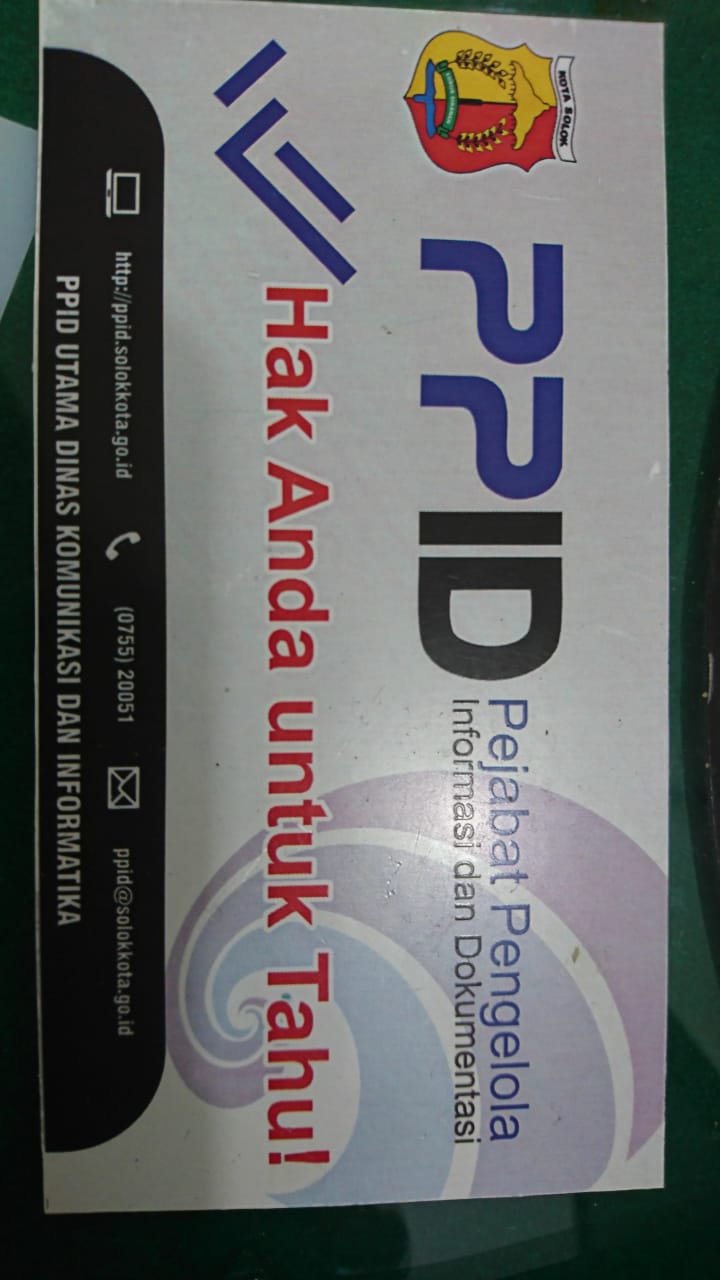 KOTA SOLOK
PPID
Pejabat Pengelola
Informasi dan Dokumentasi
Hak Anda untuk Tahu!
http://ppid.solokkota.go.id (0755) 20051 ppid@solokkota.go.id
PPID UTAMA DINAS KOMUNIKASI DAN INFORMATIKA